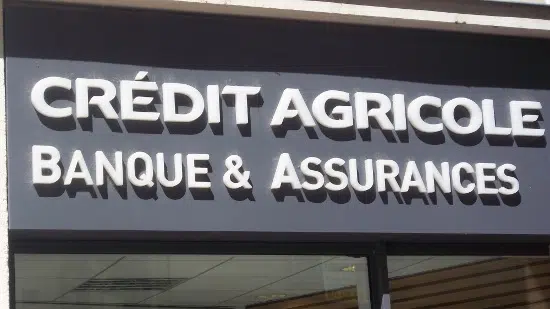 CRÉDIT AGRICOLE
BANQUE & ASSURANCES